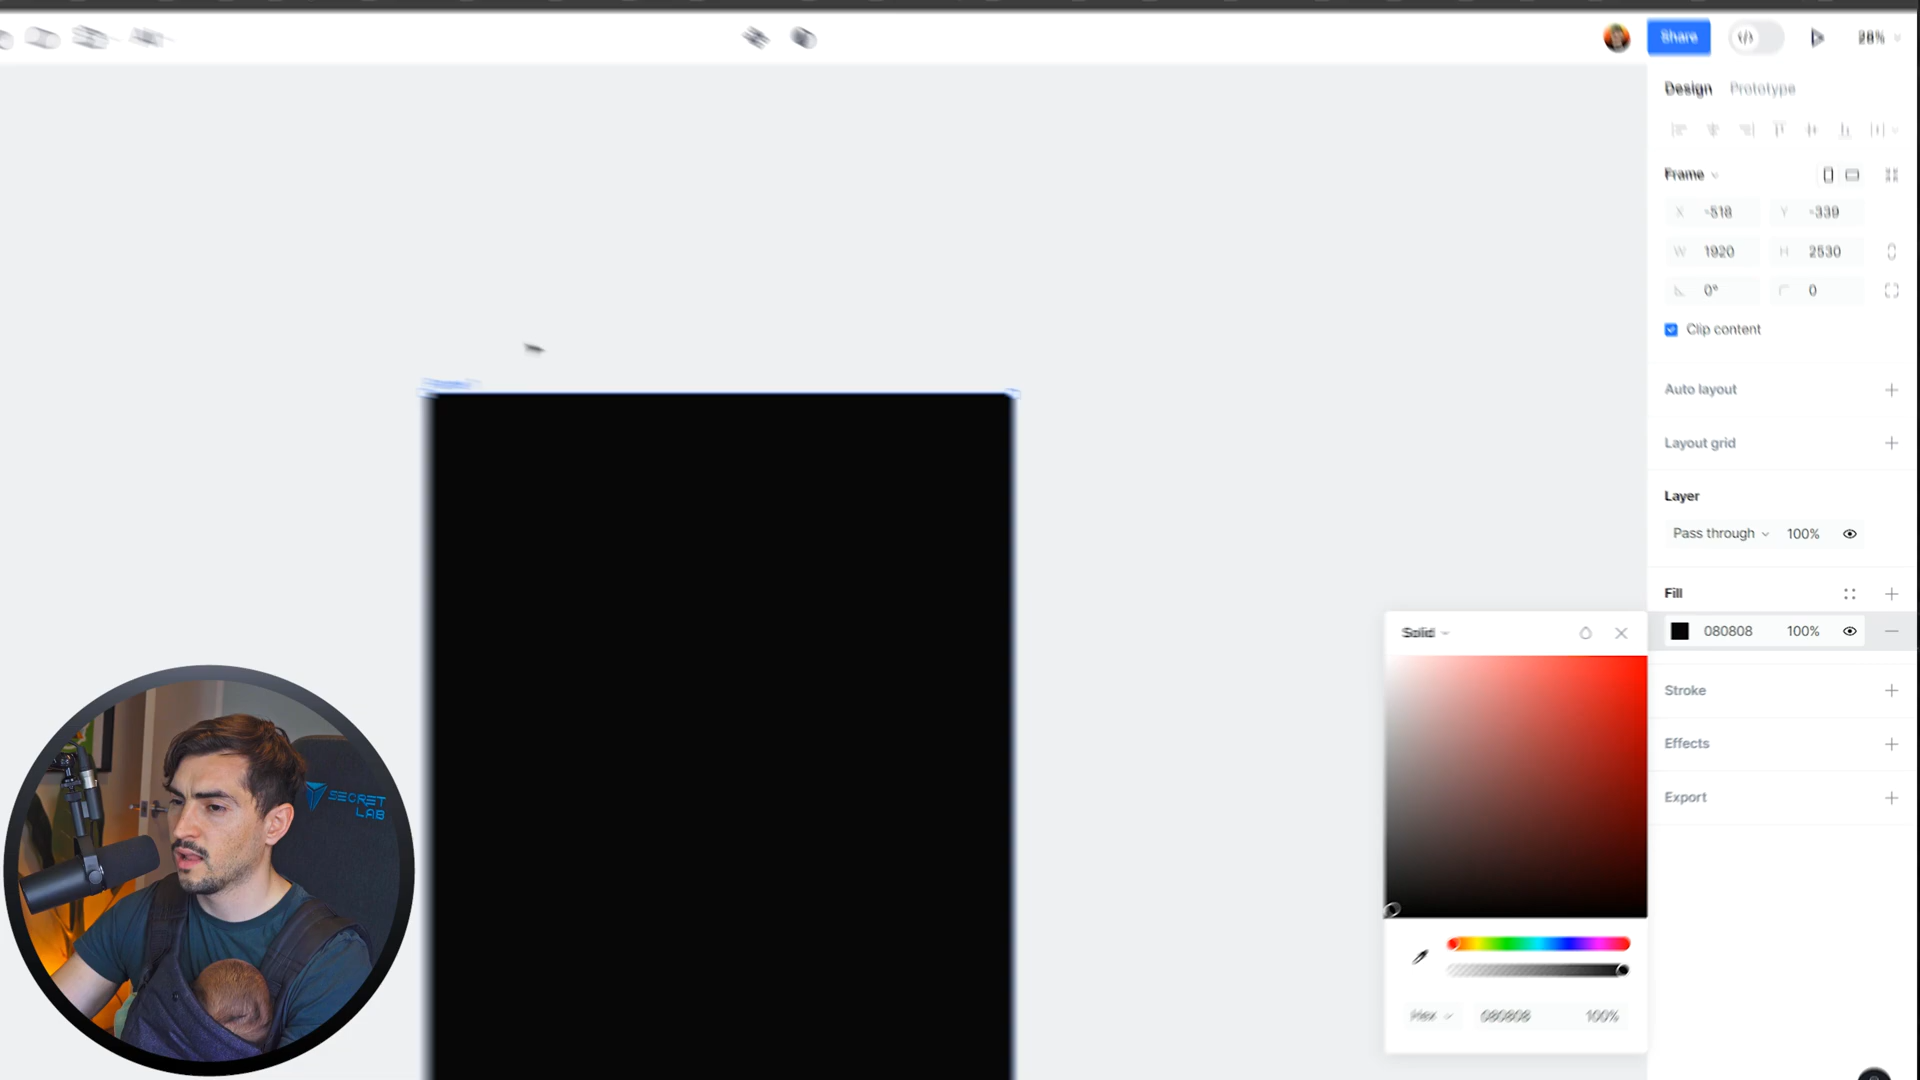 Share
28%
Design Prototype
Frame
X -518 Y -339
W 1920 H 2530
0° 0
Clip content
Auto layout
Layout grid
Layer
Pass through 100%
Fill
Solid
080808 100%
Stroke
Effects
Export
Hex 080808 100%
SECRET
LAB